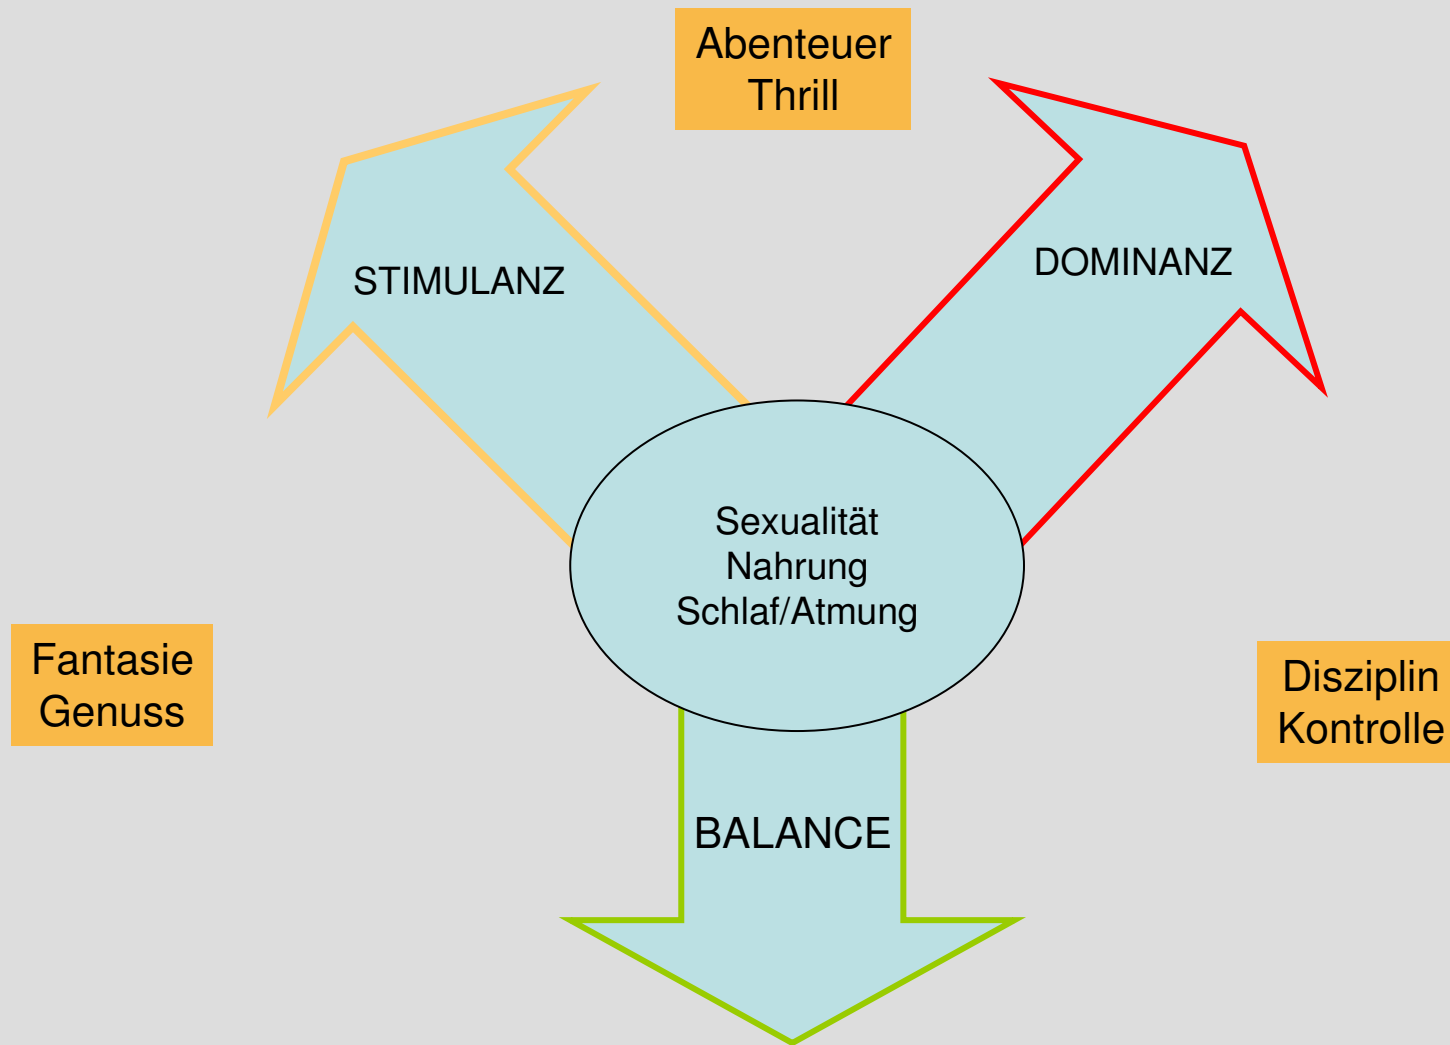 Abenteuer
Thrill
STIMULANZ
DOMINANZ
Sexualität
Nahrung
Schlaf/Atmung
Fantasie
Genuss
Disziplin
Kontrolle
BALANCE